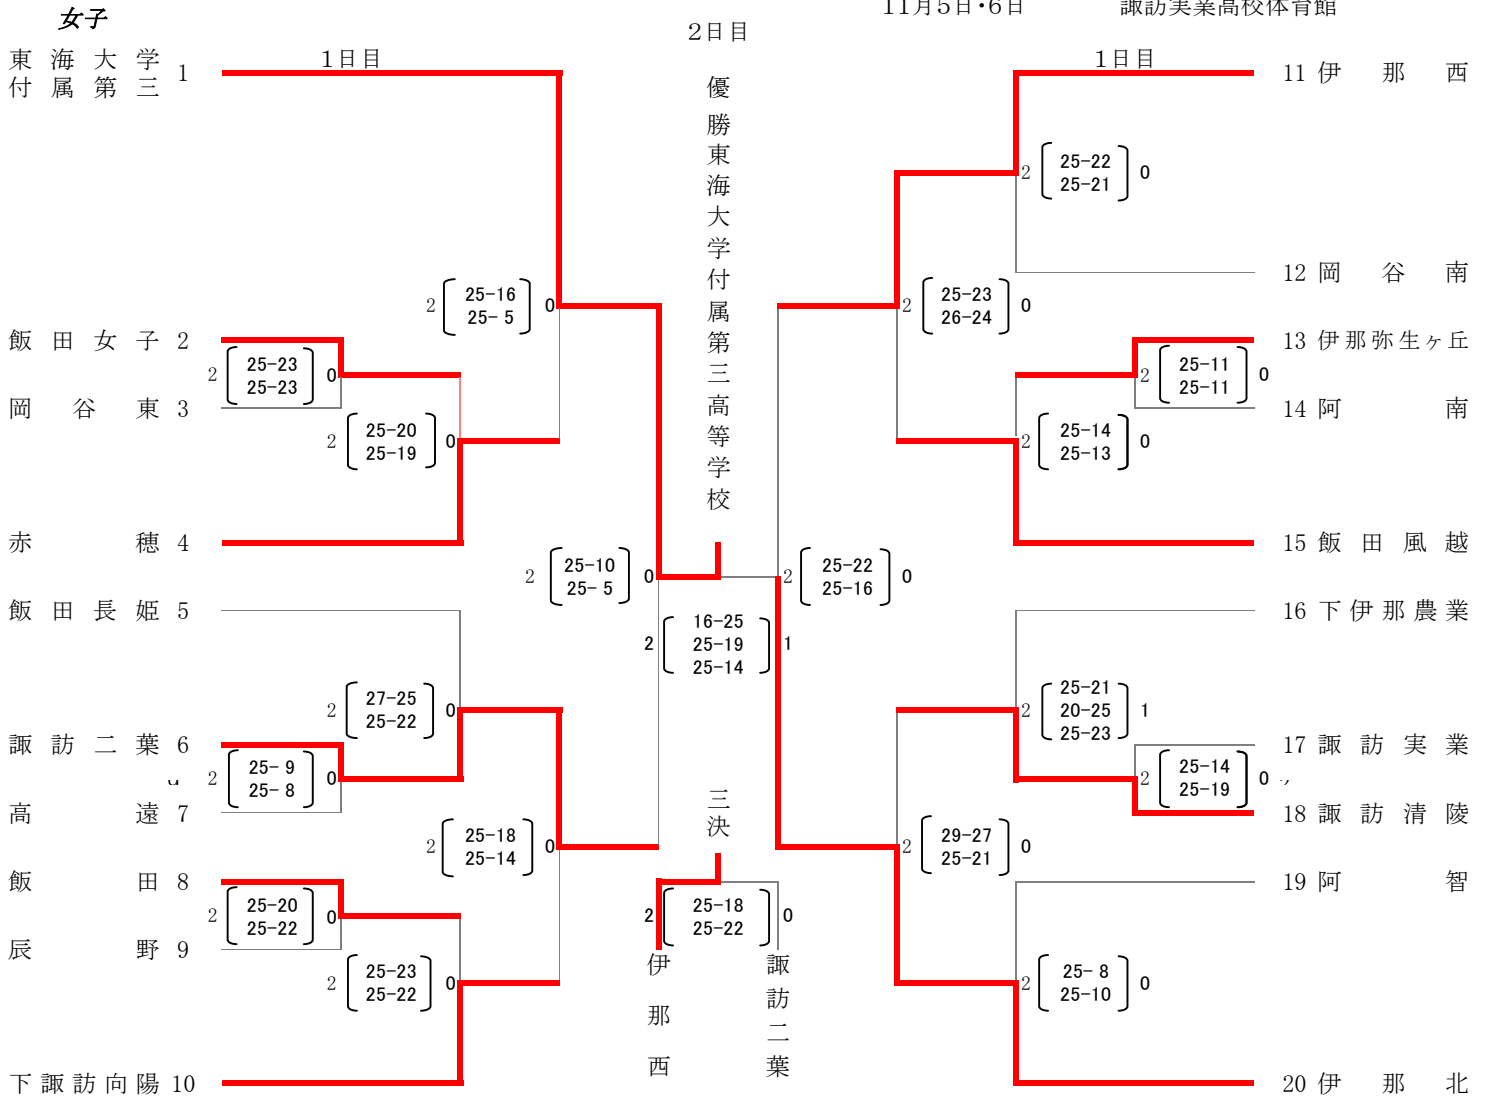 女子
11月5日・6日 諏訪実業高校体育館
2日目
1日目
1日目
東海大学
付属第三 1
飯田女子 2
岡谷東 3
赤穂 4
飯田長姫 5
諏訪二葉 6
高遠 7
飯田 8
辰野 9
下諏訪向陽 10
2 25-16 0
25- 5
2 25-23 0
25-23
2 25-20 0
25-19
2 27-25 0
25-22
2 25- 9 0
25- 8
2 25-18 0
25-14
2 25-20 0
25-22
2 25-23 0
25-22
2 25-10 0
25- 5
優勝東海大学付属第三高等学校
2 16-25 1
25-19
25-14
三決
2 25-18 0
25-22
伊那西
諏訪二葉
2 25-22 0
25-16
2 25-22 0
25-21
2 25-23 0
26-24
2 25-11 0
25-11
2 25-14 0
25-13
2 25-21 1
20-25
25-23
2 25-14 0
25-19
2 29-27 0
25-21
2 25- 8 0
25-10
11 伊那西
12 岡谷南
13 伊那弥生ヶ丘
14 阿南
15 飯田風越
16 下伊那農業
17 諏訪実業
18 諏訪清陵
19 阿智
20 伊那北